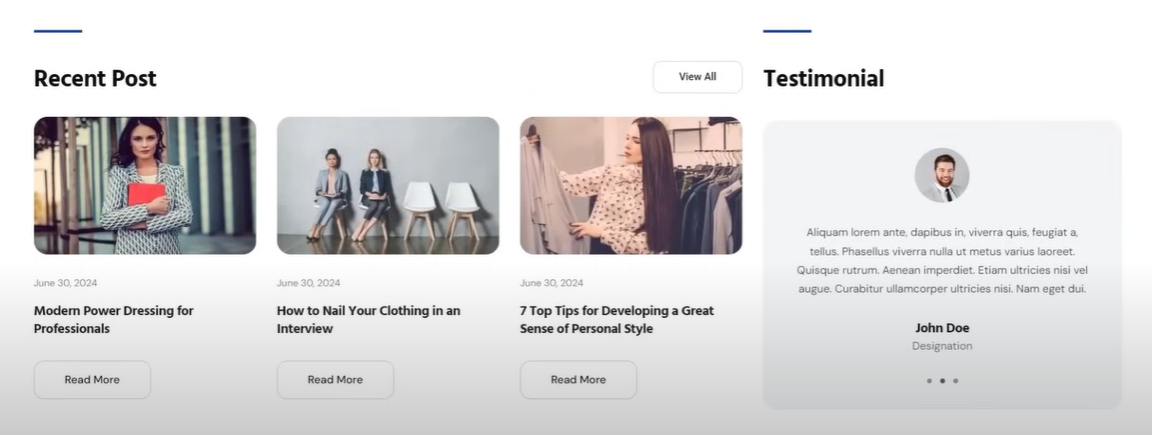 Recent Post
View All
June 30, 2024
Modern Power Dressing for
Professionals
Read More
June 30, 2024
How to Nail Your Clothing in an
Interview
Read More
June 30, 2024
7 Top Tips for Developing a Great
Sense of Personal Style
Read More
Testimonial
Aliquam lorem ante, dapibus in, viverra quis, feugiat a,
tellus. Phasellus viverra nulla ut metus varius laoreet.
Quisque rutrum. Aenean imperdiet. Etiam ultricies nisi vel
augue. Curabitur ullamcorper ultricies nisi. Nam eget dui.
John Doe
Designation